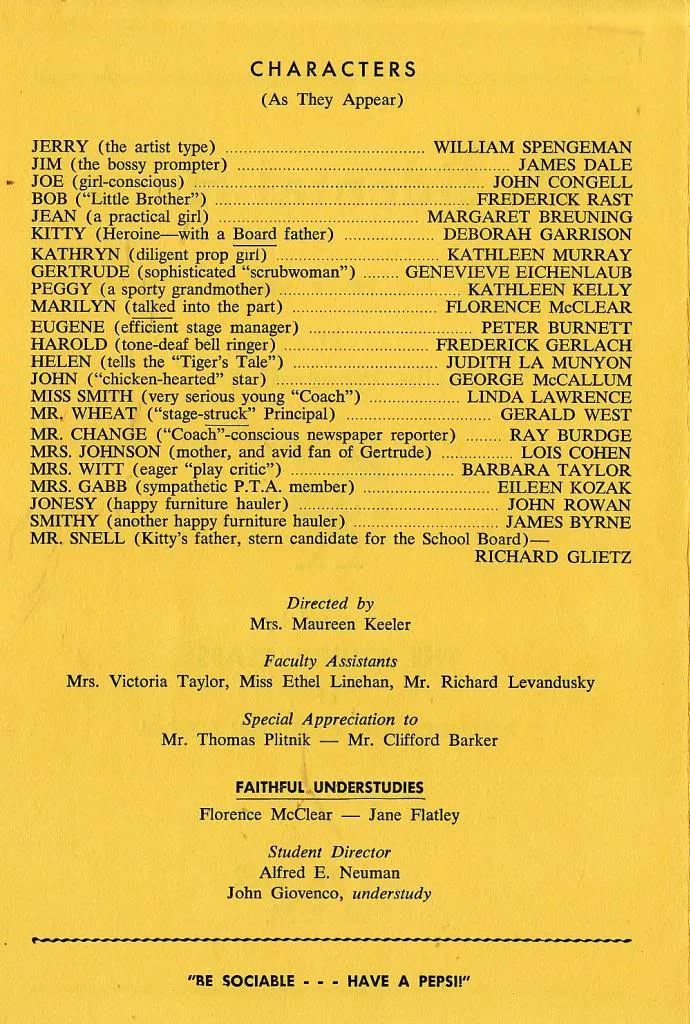 CHARACTERS
(As They Appear)
JERRY (the artist type) ........................................ WILLIAM SPENGEMAN
JIM (the bossy prompter) ........................................ JAMES DALE
JOE (girl-conscious) ........................................ JOHN CONGELL
BOB (“Little Brother”) ........................................ FREDERICK RAST
JEAN (a practical girl) ........................................ MARGARET BREUNING
KITTY (Heroine—with a Board father) .................. DEBORAH GARRISON
KATHRYN (diligent prop girl) .................................. KATHLEEN MURRAY
GERTRUDE (sophisticated “scrubwoman”) ....... GENEVIEVE EICHENLAUB
PEGGY (a sporty grandmother) ........................................ KATHLEEN KELLY
MARILYN (talked into the part) ................................ FLORENCE McCLEAR
EUGENE (efficient stage manager) .................................. PETER BURNETT
HAROLD (tone-deaf bell ringer) ................................ FREDERICK GERLACH
HELEN (tells the “Tiger’s Tale”) ............................... JUDITH LA MUNYON
JOHN (“chicken-hearted” star) .................................. GEORGE McCALLUM
MISS SMITH (very serious young “Coach”) ..................... LINDA LAWRENCE
MR. WHEAT (“stage-struck” Principal) ............................ GERALD WEST
MR. CHANGE (“Coach”-conscious newspaper reporter) ....... RAY BURDGE
MRS. JOHNSON (mother, and avid fan of Gertrude) .............. LOIS COHEN
MRS. WITT (eager “play critic”) ................................ BARBARA TAYLOR
MRS. GABB (sympathetic P.T.A. member) ......................... EILEEN KOZAK
JONESY (happy furniture hauler) ........................................ JOHN ROWAN
SMITHY (another happy furniture hauler) ............................ JAMES BYRNE
MR. SNELL (Kitty’s father, stern candidate for the School Board)—
RICHARD GLIETZ
Directed by
Mrs. Maureen Keeler
Faculty Assistants
Mrs. Victoria Taylor, Miss Ethel Linehan, Mr. Richard Levandusky
Special Appreciation to
Mr. Thomas Plitnik — Mr. Clifford Barker
FAITHFUL UNDERSTUDIES
Florence McClear — Jane Flatley
Student Director
Alfred E. Neuman
John Giovenco, understudy
“BE SOCIABLE - - - HAVE A PEPSI!”